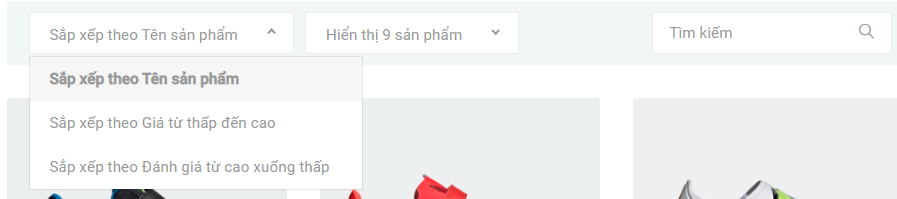 Sắp xếp theo Tên sản phẩm
Hiển thị 9 sản phẩm
Tìm kiếm
Sắp xếp theo Tên sản phẩm
Sắp xếp theo Giá từ thấp đến cao
Sắp xếp theo Đánh giá từ cao xuống thấp